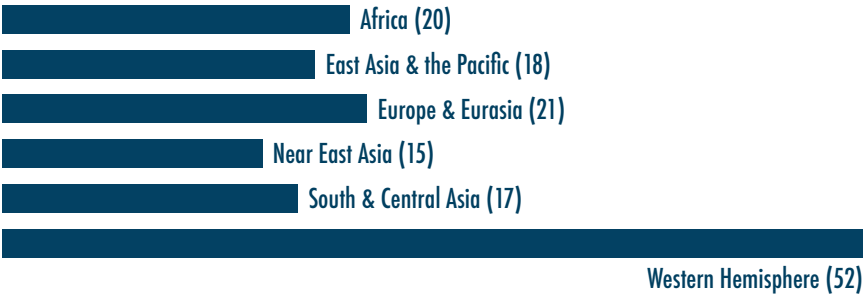 Africa (20)
East Asia & the Pacific (18)
Europe & Eurasia (21)
Near East Asia (15)
South & Central Asia (17)
Western Hemisphere (52)